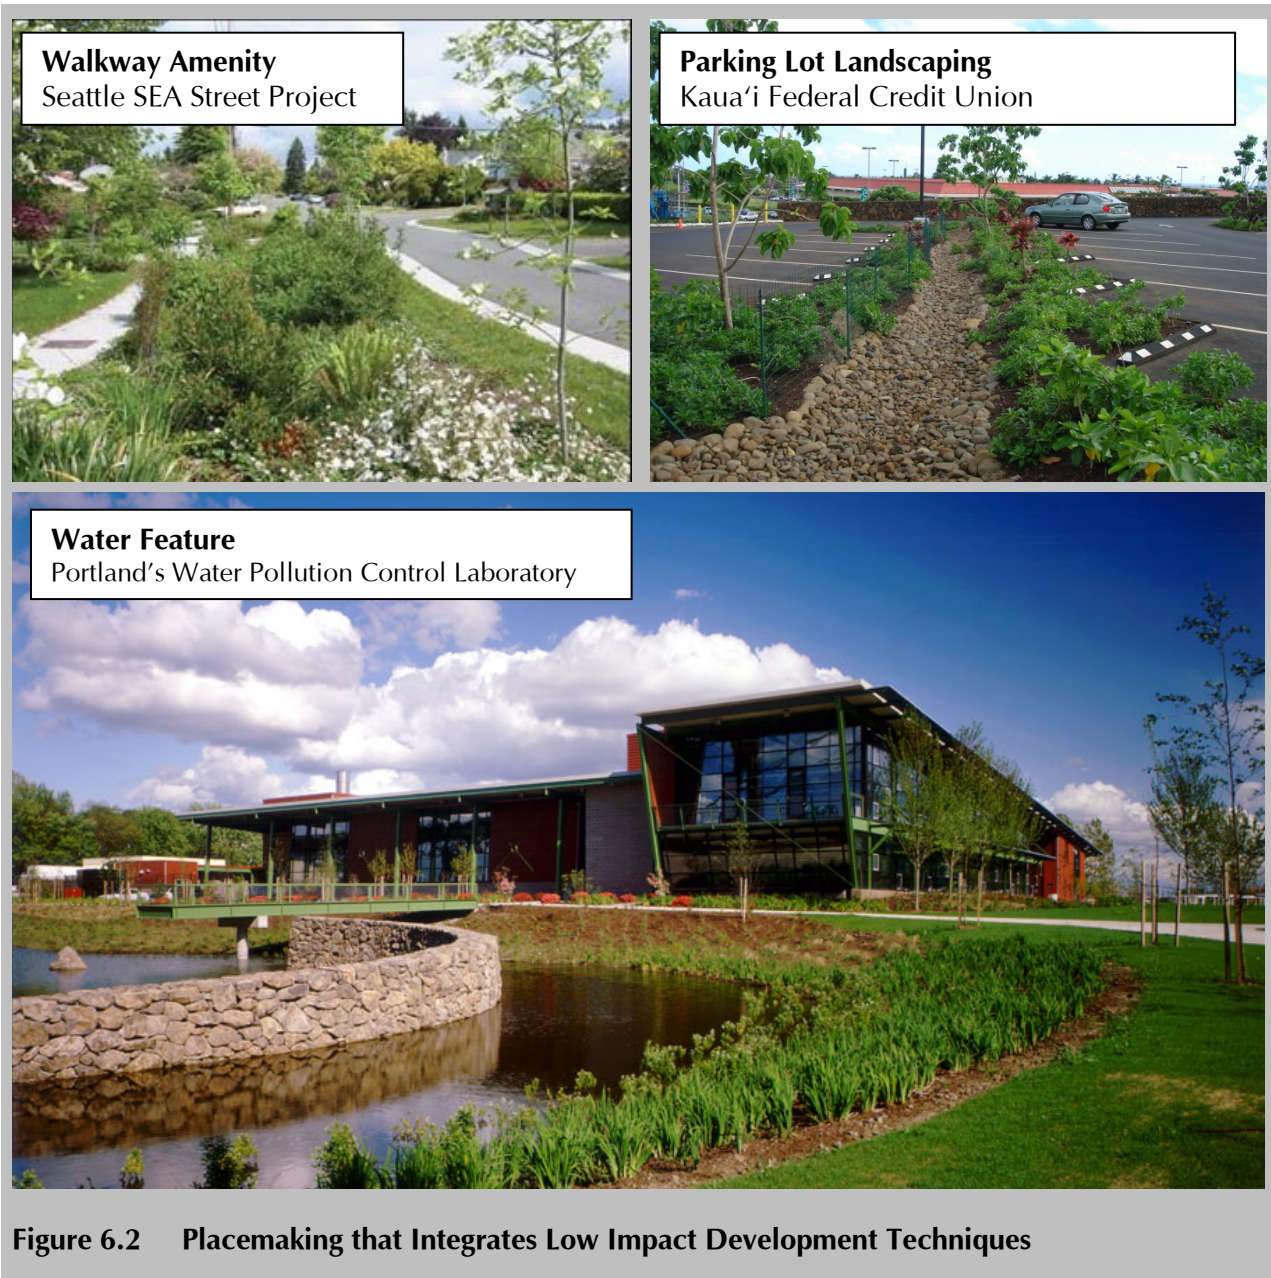 Walkway Amenity
Seattle SEA Street Project
Parking Lot Landscaping
Kaua‘i Federal Credit Union
Water Feature
Portland’s Water Pollution Control Laboratory
Figure 6.2 Placemaking that Integrates Low Impact Development Techniques